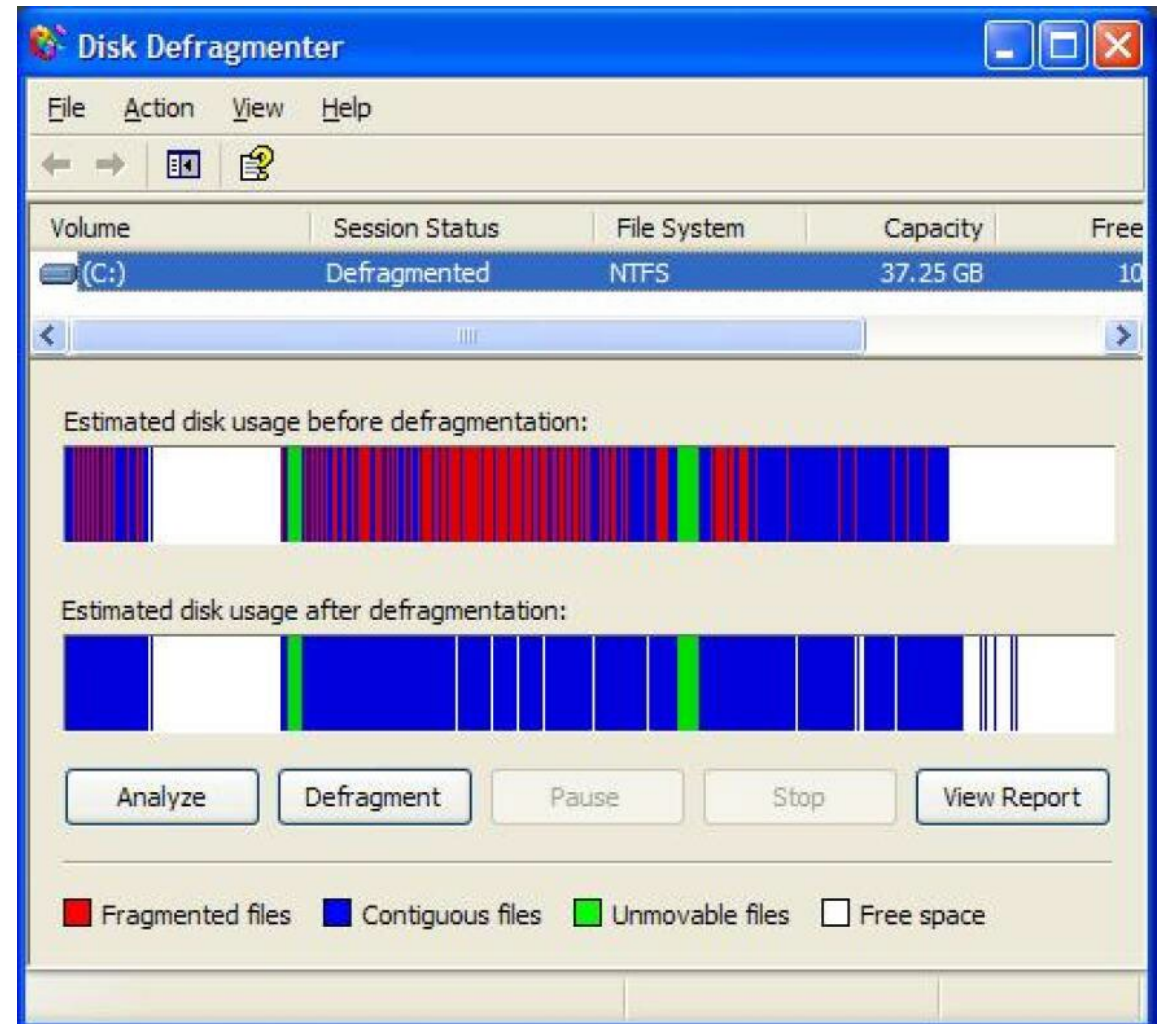 Disk Defragmenter
File Action View Help
Volume Session Status File System Capacity Free
(C:) Defragmented NTFS 37.25 GB 10
Estimated disk usage before defragmentation:
Estimated disk usage after defragmentation:
Analyze Defragment Pause Stop View Report
Fragmented files Contiguous files Unmovable files Free space